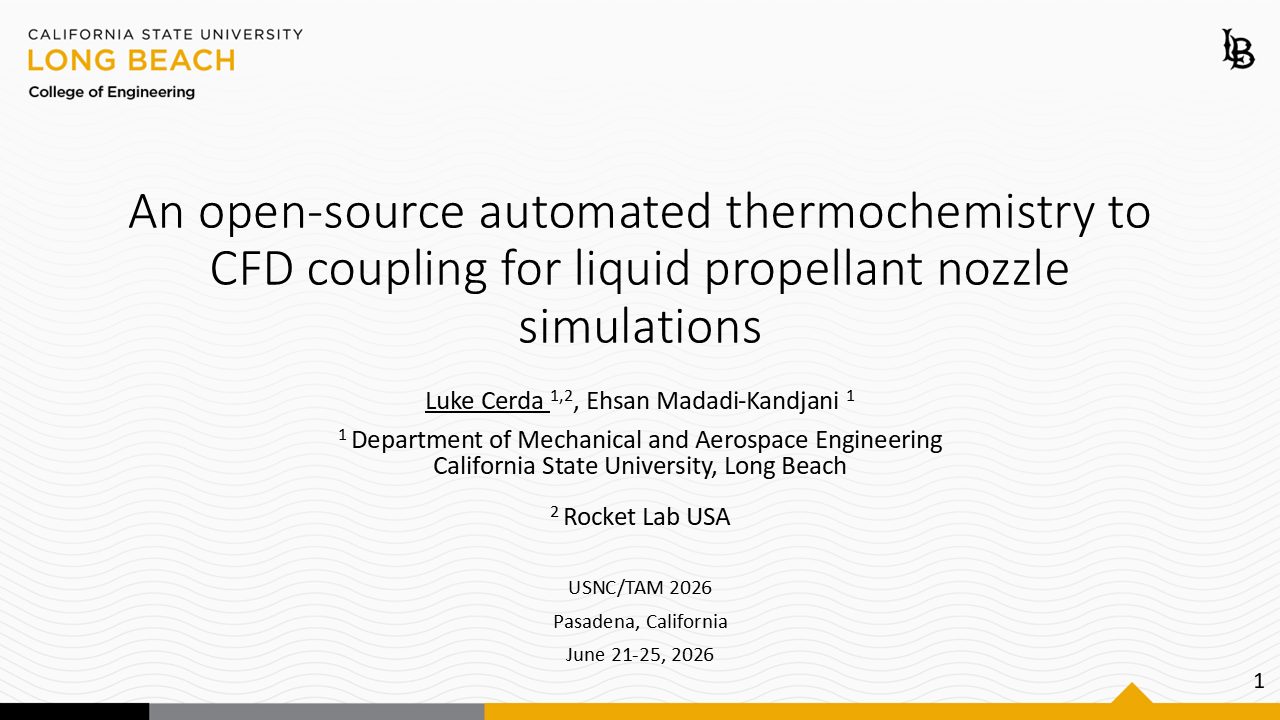 CALIFORNIA STATE UNIVERSITY
LONG BEACH
College of Engineering
LB
An open-source automated thermochemistry to
CFD coupling for liquid propellant nozzle
simulations
Luke Cerda 1,2, Ehsan Madadi-Kandjani 1
1 Department of Mechanical and Aerospace Engineering
California State University, Long Beach
2 Rocket Lab USA
USNC/TAM 2026
Pasadena, California
June 21-25, 2026
1